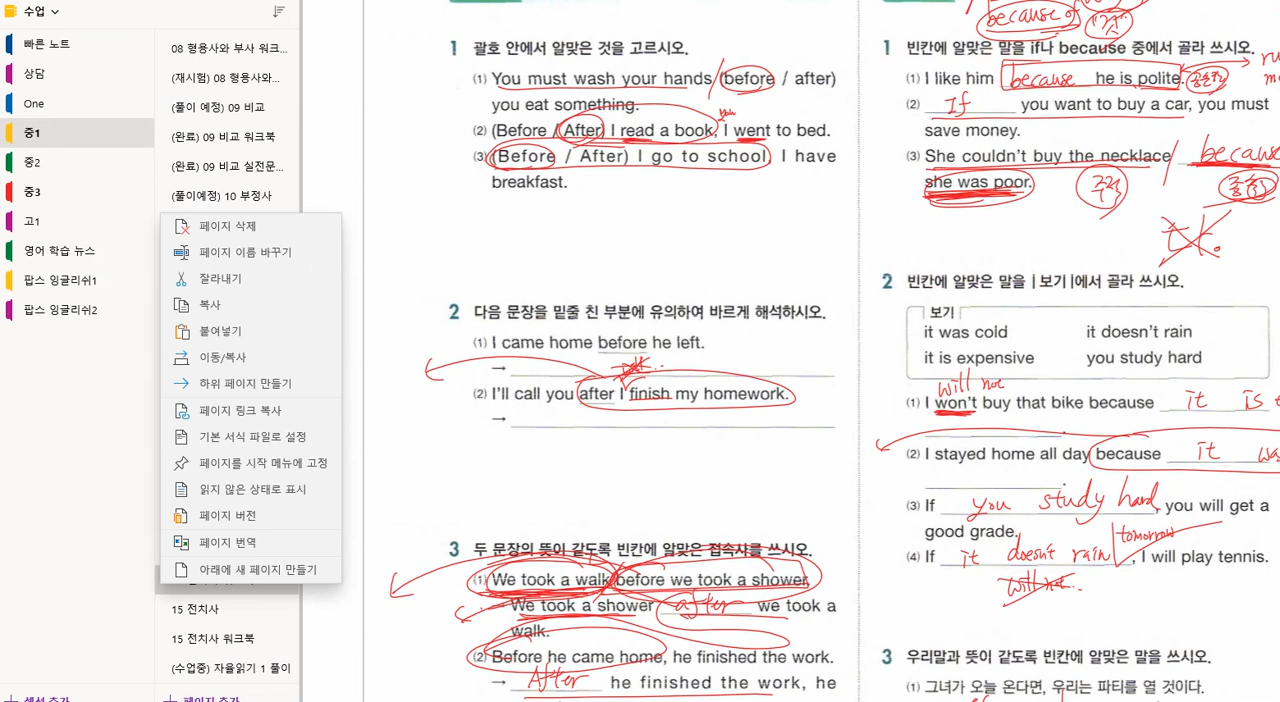 수업
빠른 노트
상담
One
중1
중2
중3
고1
영어 학습 뉴스
팝스 잉글리쉬1
팝스 잉글리쉬2
섹션 추가
08 형용사와 부사 워크...
(재시험) 08 형용사와...
(풀이 예정) 09 비교
(완료) 09 비교 워크북
(완료) 09 비교 실전문...
(풀이예정) 10 부정사
페이지 삭제
페이지 이름 바꾸기
잘라내기
복사
붙여넣기
이동/복사
하위 페이지 만들기
페이지 링크 복사
기본 서식 파일로 설정
페이지를 시작 메뉴에 고정
읽지 않은 상태로 표시
페이지 버전
페이지 번역
아래에 새 페이지 만들기
15 전치사
15 전치사 워크북
(수업중) 자율읽기 1 풀이
페이지 추가
1 괄호 안에서 알맞은 것을 고르시오.
(1) You must wash your hands / (before / after)
you eat something.
you
(2) (Before / After) I read a book, I went to bed.
(3) (Before / After) I go to school, I have
breakfast.
2 다음 문장을 밑줄 친 부분에 유의하여 바르게 해석하시오.
(1) I came home before he left.
→
(2) I'll call you after I finish my homework.
→
3 두 문장의 뜻이 같도록 빈칸에 알맞은 접속사를 쓰시오.
(1) We took a walk before we took a shower.
We took a shower after we took a
walk.
(2) Before he came home, he finished the work.
→ After he finished the work, he
because of
1 빈칸에 알맞은 말을 if나 because 중에서 골라 쓰시오.
(1) I like him because he is polite.
(2) If you want to buy a car, you must
save money.
(3) She couldn't buy the necklace / because
she was poor.
2 빈칸에 알맞은 말을 |보기|에서 골라 쓰시오.
보기
it was cold it doesn't rain
it is expensive you study hard
will not
(1) I won't buy that bike because it is
(2) I stayed home all day because it wa
(3) If you study hard, you will get a
good grade.
tomorrow
(4) If it doesn't rain, I will play tennis.
will not
3 우리말과 뜻이 같도록 빈칸에 알맞은 말을 쓰시오.
(1) 그녀가 오늘 온다면, 우리는 파티를 열 것이다.